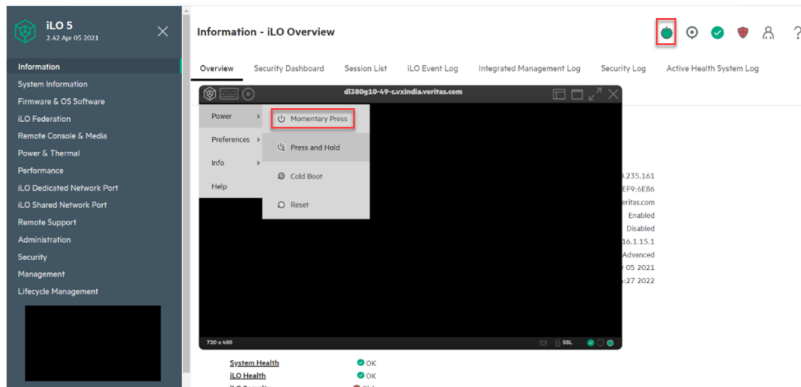 iLO 5
2.42 Apr 05 2021
Information
System Information
Firmware & OS Software
iLO Federation
Remote Console & Media
Power & Thermal
Performance
iLO Dedicated Network Port
iLO Shared Network Port
Remote Support
Administration
Security
Management
Lifecycle Management
Information - iLO Overview
?
Overview Security Dashboard Session List iLO Event Log Integrated Management Log Security Log Active Health System Log
dl380g10-49-c.vxindia.veritas.com
Power
Preferences
Info
Help
Momentary Press
Press and Hold
Cold Boot
Reset
.235.161
EF9:6E86
eritas.com
Enabled
Disabled
16.1.15.1
Advanced
05 2021
:27 2022
720 x 400
SSL
System Health OK
iLO Health OK